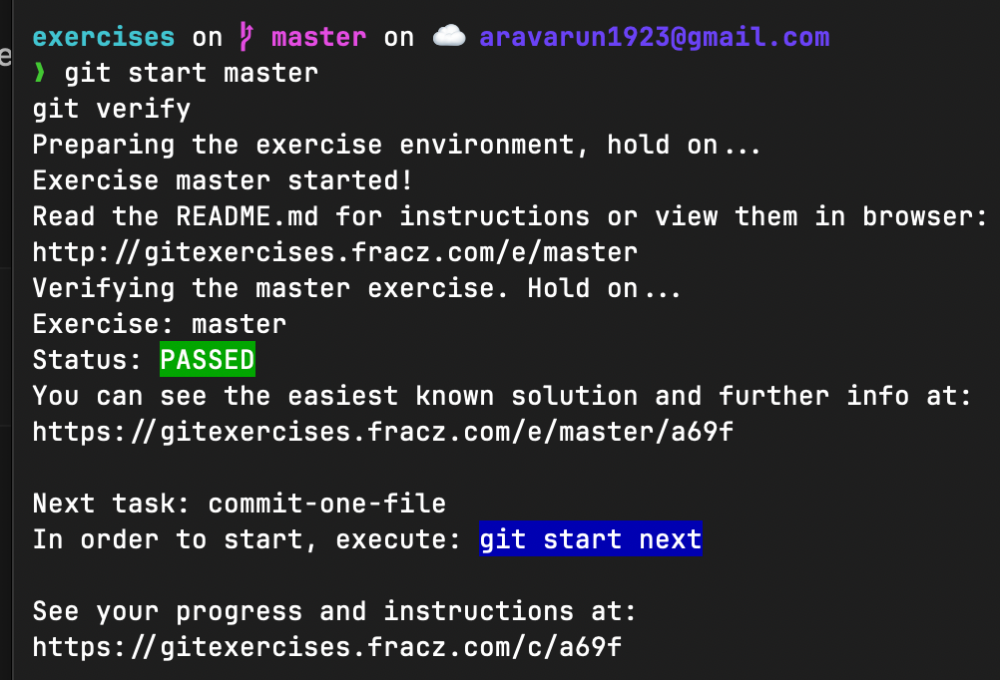 exercises on master on ☁️ aravarun1923@gmail.com
❯ git start master
git verify
Preparing the exercise environment, hold on...
Exercise master started!
Read the README.md for instructions or view them in browser:
http://gitexercises.fracz.com/e/master
Verifying the master exercise. Hold on...
Exercise: master
Status: PASSED
You can see the easiest known solution and further info at:
https://gitexercises.fracz.com/e/master/a69f
Next task: commit-one-file
In order to start, execute: git start next
See your progress and instructions at:
https://gitexercises.fracz.com/c/a69f